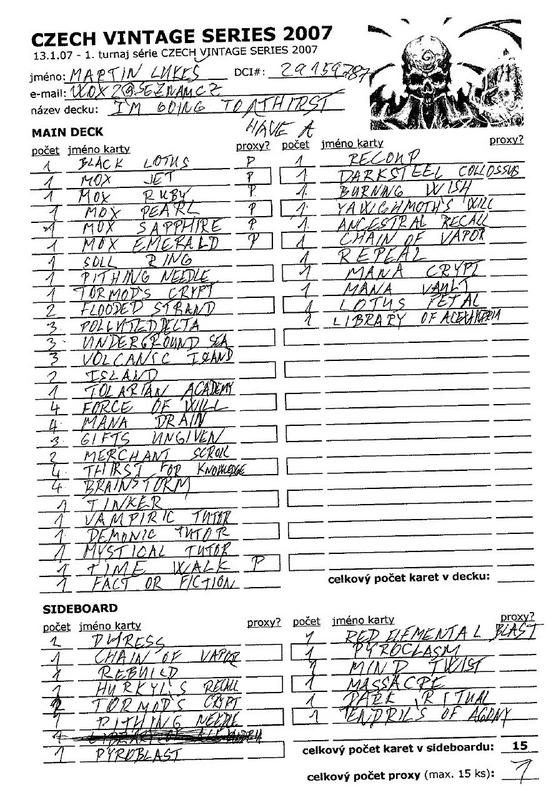 CZECH VINTAGE SERIES 2007
13.1.07 - 1. turnaj série CZECH VINTAGE SERIES 2007
jméno: MARTIN LUKEŠ DCI#: 29159787
e-mail: WOX2@SEZNAM.CZ
název decku: I'M GOING TO A THIRST
HAVE A
MAIN DECK
počet jméno karty proxy?
1 BLACK LOTUS P
1 MOX JET P
1 MOX RUBY P
1 MOX PEARL P
1 MOX SAPPHIRE P
1 MOX EMERALD P
1 SOLL RING
1 PITHING NEEDLE
1 TORMOD'S CRYPT
2 FLOODED STRAND
3 POLLUTED DELTA
3 UNDERGROUND SEA
3 VOLCANIC ISLAND
2 ISLAND
1 TOLARIAN ACADEMY
4 FORCE OF WILL
4 MANA DRAIN
3 GIFTS UNGIVEN
2 MERCHANT SCROLL
4 THIRST FOR KNOWLEDGE
4 BRAINSTORM
1 TINKER
1 VAMPIRIC TUTOR
1 DEMONIC TUTOR
1 MYSTICAL TUTOR
1 TIME WALK P
1 FACT OR FICTION
počet jméno karty proxy?
1 RECOUP
1 DARKSTEEL COLLOSSUS
1 BURNING WISH
1 YAWGHMOTH'S WILL
1 ANCESTRAL RECALL
1 CHAIN OF VAPOR
1 REPEAL
1 MANA CRYPT
1 MANA VAULT
1 LOTUS PETAL
1 LIBRARY OF ALEXANDRIA
celkový počet karet v decku:
SIDEBOARD
počet jméno karty proxy?
2 DURESS
1 CHAIN OF VAPOR
1 REBUILD
1 HURKYL'S RECALL
2 TORMOD'S CRYPT
1 PITHING NEEDLE
1 PYROBLAST
počet jméno karty proxy?
1 RED ELEMENTAL BLAST
1 PYROCLASM
1 MIND TWIST
1 MASSACRE
1 DARK RITUAL
1 TENDRILS OF AGONY
celkový počet karet v sideboardu: 15
celkový počet proxy (max. 15 ks): 7